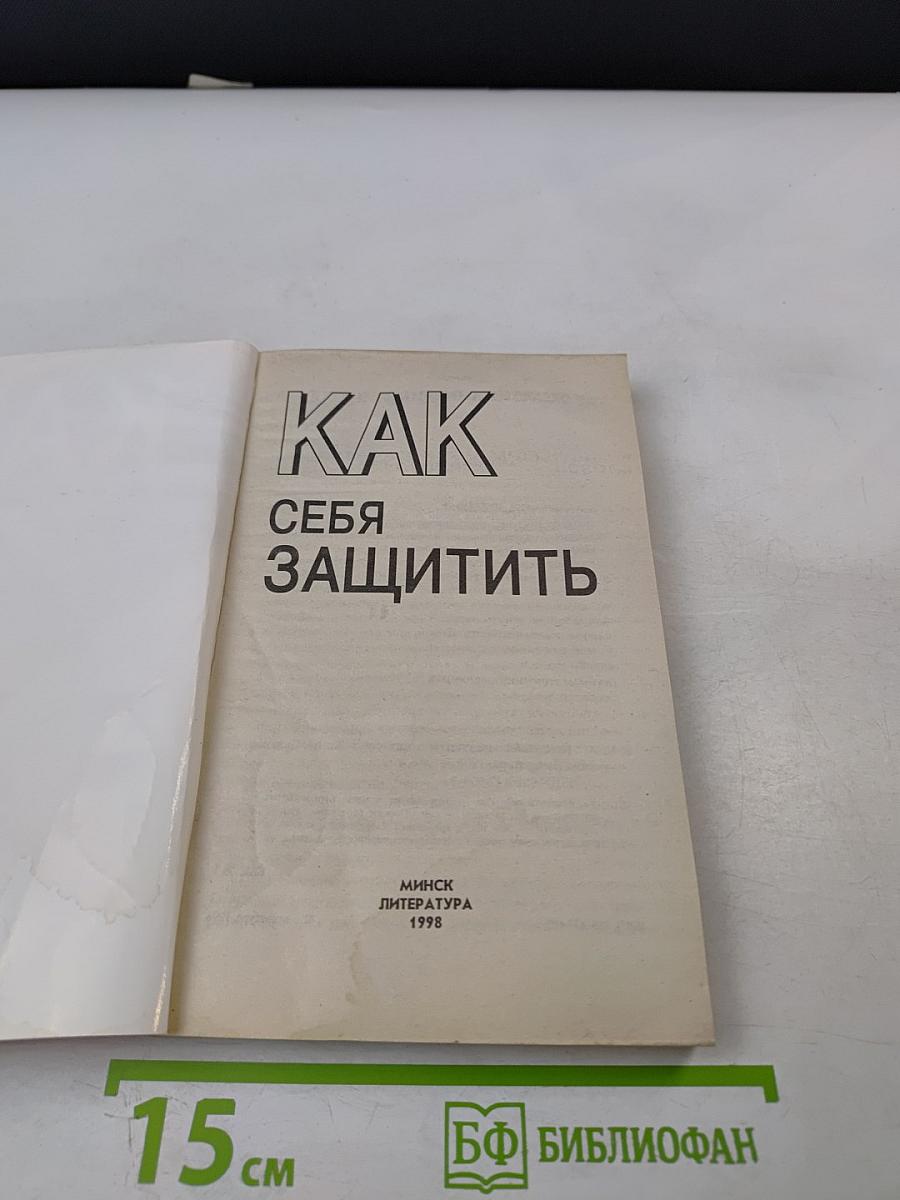 КАК
СЕБЯ
ЗАЩИТИТЬ
МИНСК
ЛИТЕРАТУРА
1998
15 см
БФ БИБЛИОФАН